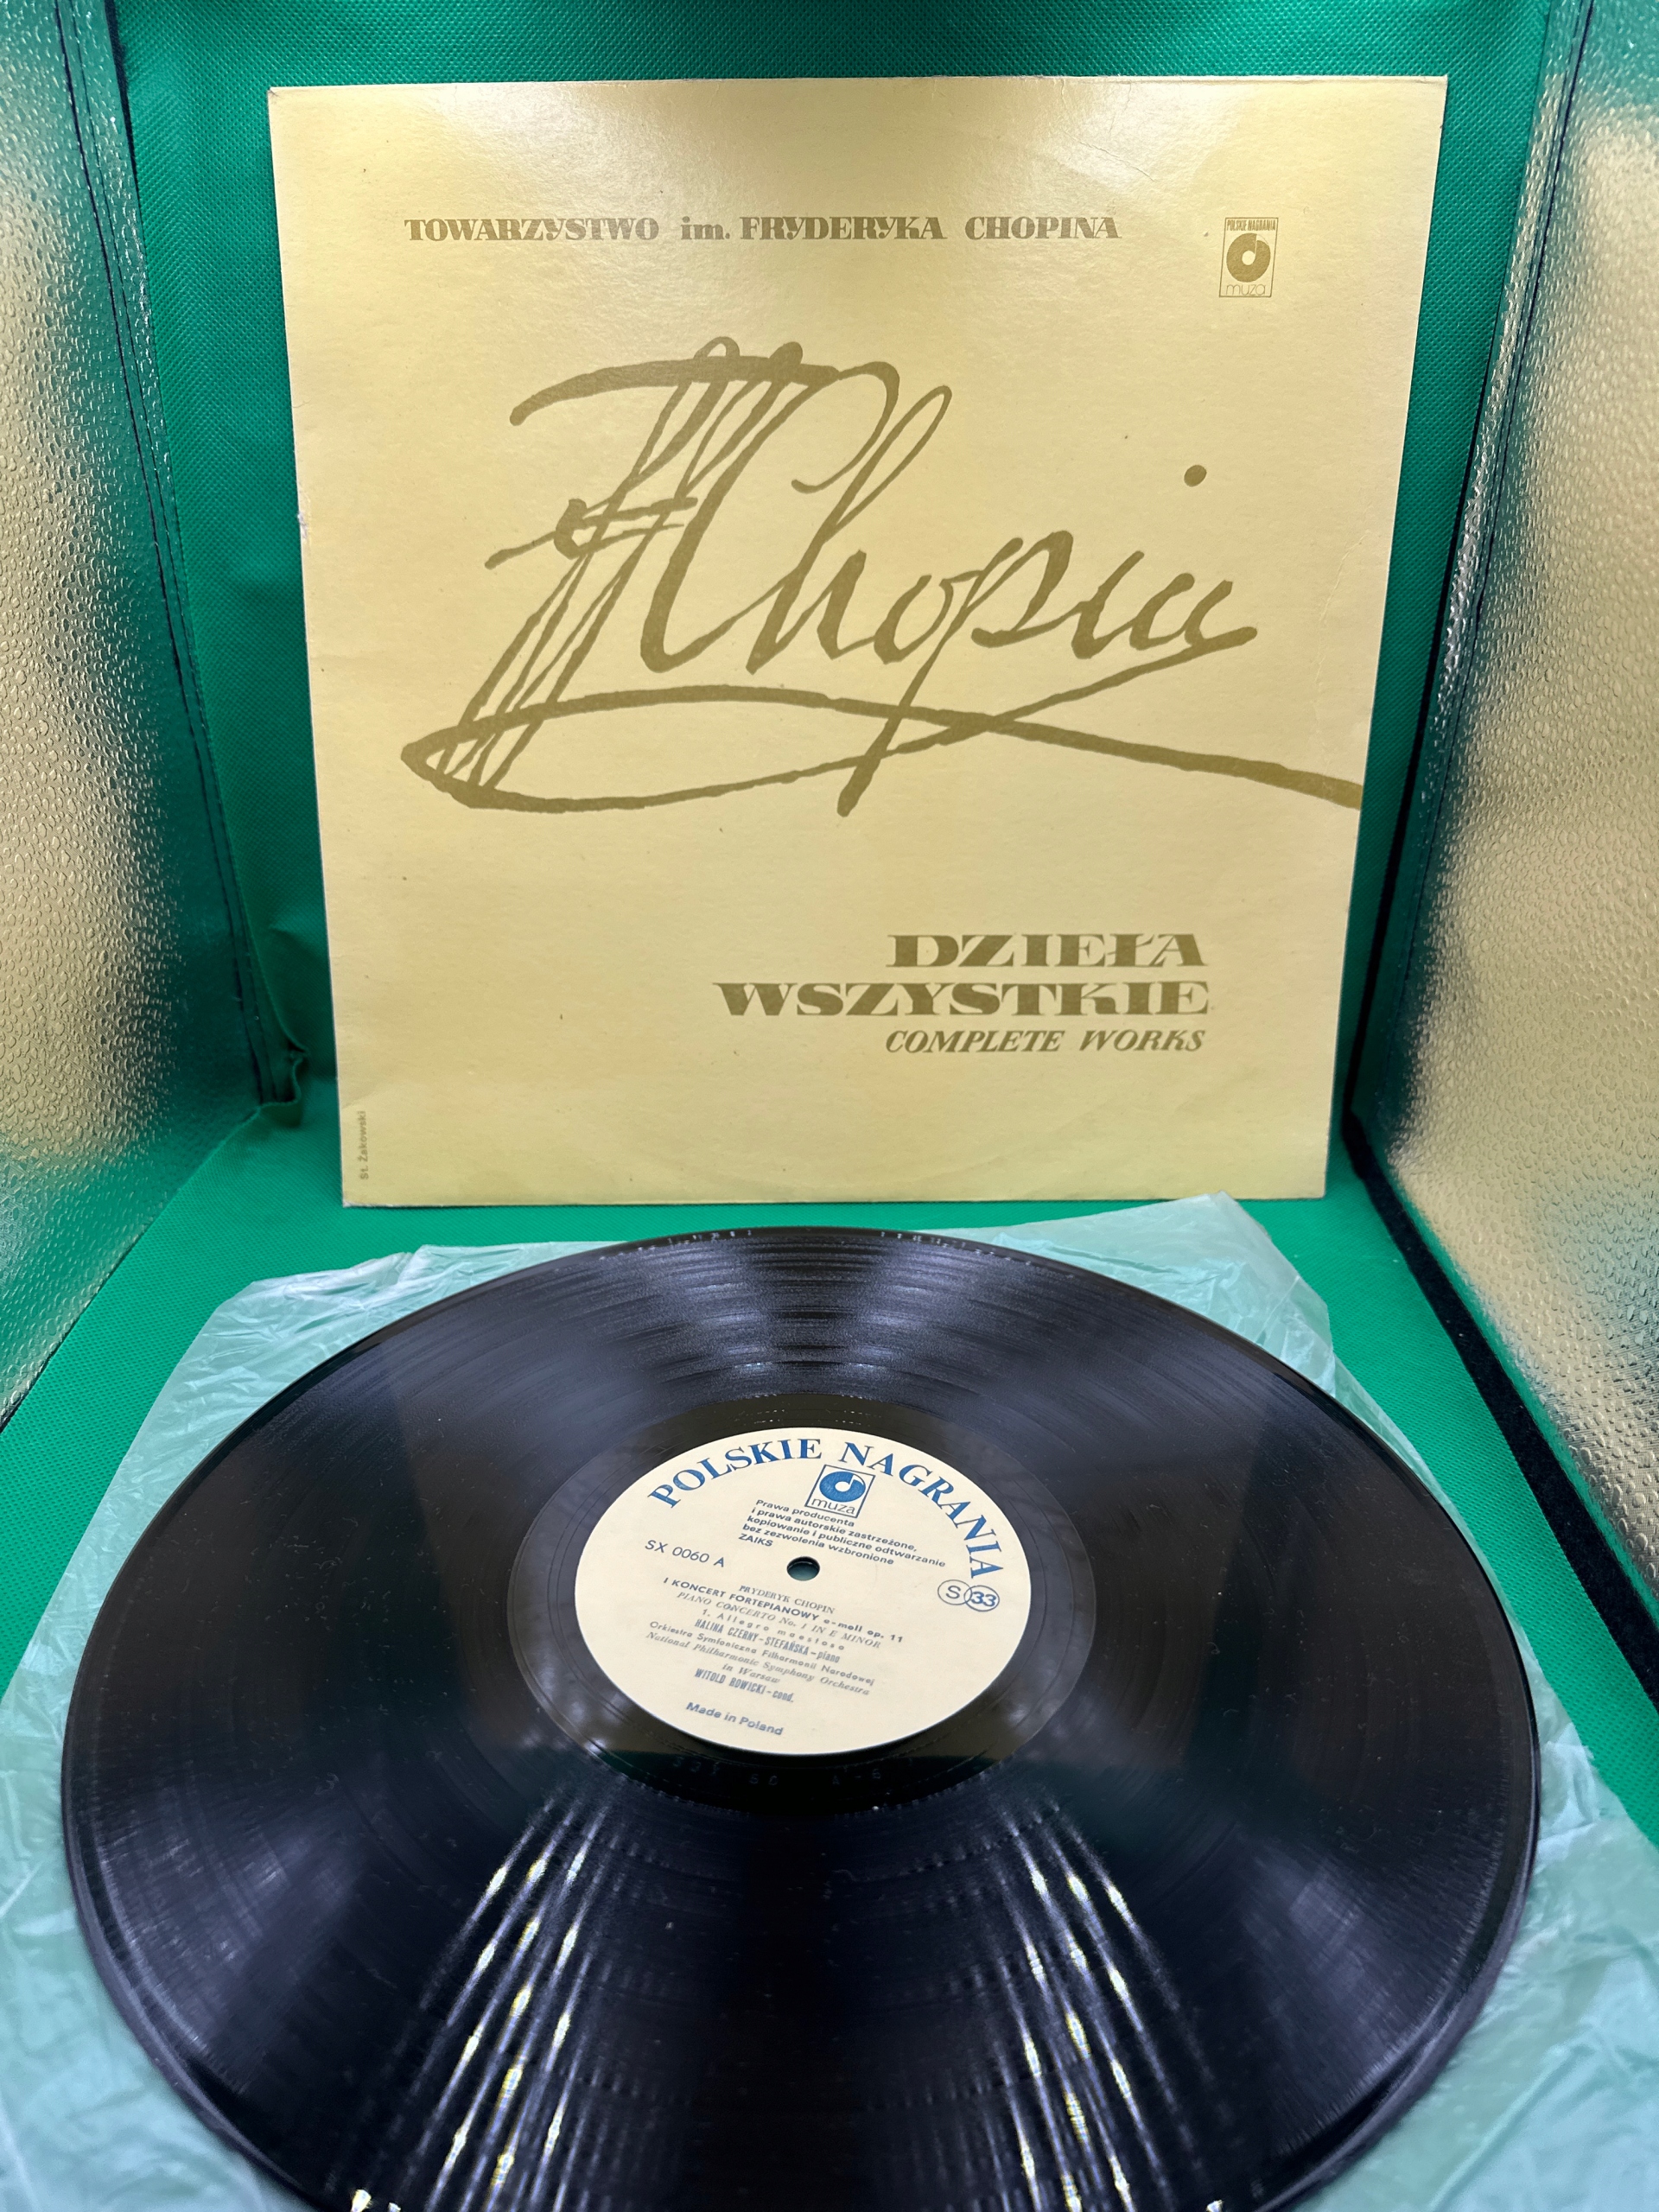 TOWARZYSTWO im. FRYDERYKA CHOPINA
POLSKIE NAGRANIA
muza
FChopin
DZIEŁA
WSZYSTKIE
COMPLETE WORKS
St. Żakowski
POLSKIE NAGRANIA
muza
Prawa producenta
i prawa autorskie zastrzeżone,
kopiowanie i publiczne odtwarzanie
bez zezwolenia wzbronione
ZAIKS
SX 0060 A
S 33
FRYDERYK CHOPIN
I KONCERT FORTEPIANOWY e-moll op. 11
PIANO CONCERTO No. 1 IN E MINOR
1. Allegro maestoso
HALINA CZERNY-STEFAŃSKA-piano
Orkiestra Symfoniczna Filharmonii Narodowej
National Philharmonic Symphony Orchestra
in Warsaw
WITOLD ROWICKI-cond.
Made in Poland